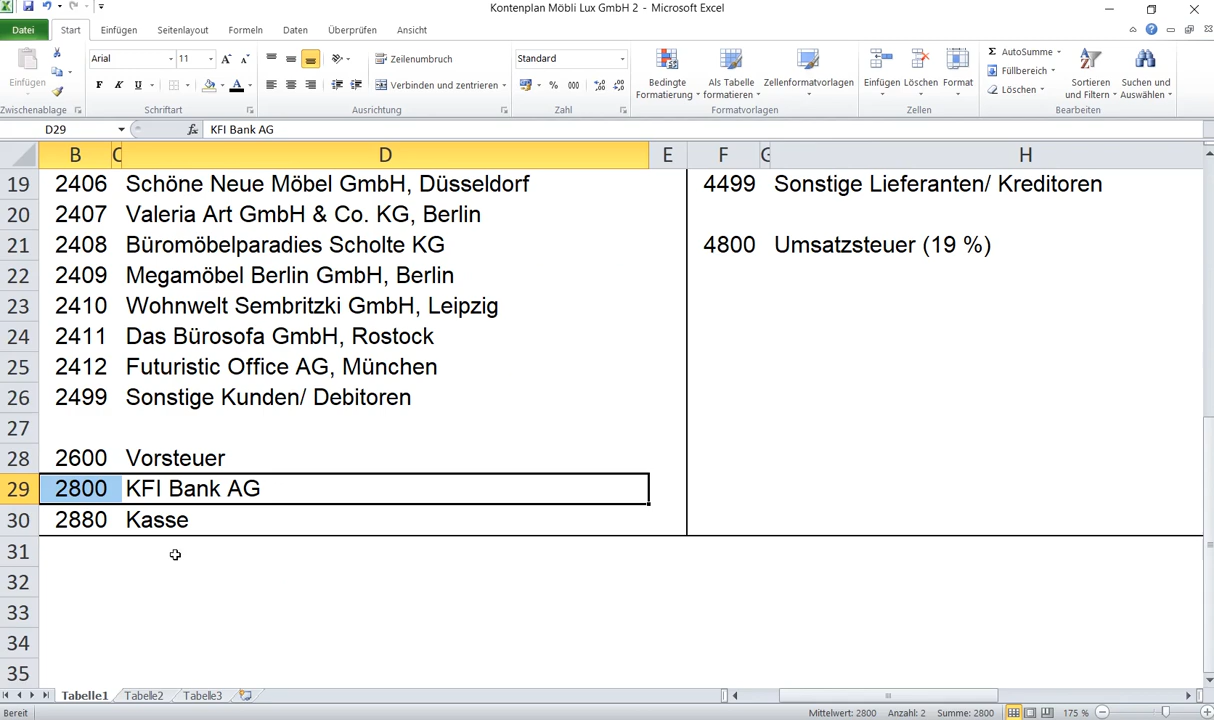 Kontenplan Möbli Lux GmbH 2 - Microsoft Excel
Datei Start Einfügen Seitenlayout Formeln Daten Überprüfen Ansicht
Arial 11 Zeilenumbruch Standard AutoSumme
Einfügen F K U Verbinden und zentrieren % 000 Bedingte Formatierung Als Tabelle formatieren Zellenformatvorlagen Einfügen Löschen Format Füllbereich Löschen Sortieren und Filtern Suchen und Auswählen
Zwischenablage Schriftart Ausrichtung Zahl Formatvorlagen Zellen Bearbeiten
D29 fx KFI Bank AG
B C D E F G H
19 2406 Schöne Neue Möbel GmbH, Düsseldorf 4499 Sonstige Lieferanten/ Kreditoren
20 2407 Valeria Art GmbH & Co. KG, Berlin
21 2408 Büromöbelparadies Scholte KG 4800 Umsatzsteuer (19 %)
22 2409 Megamöbel Berlin GmbH, Berlin
23 2410 Wohnwelt Sembritzki GmbH, Leipzig
24 2411 Das Bürosofa GmbH, Rostock
25 2412 Futuristic Office AG, München
26 2499 Sonstige Kunden/ Debitoren
27
28 2600 Vorsteuer
29 2800 KFI Bank AG
30 2880 Kasse
31
32
33
34
35
Tabelle1 Tabelle2 Tabelle3
Bereit Mittelwert: 2800 Anzahl: 2 Summe: 2800 175 %